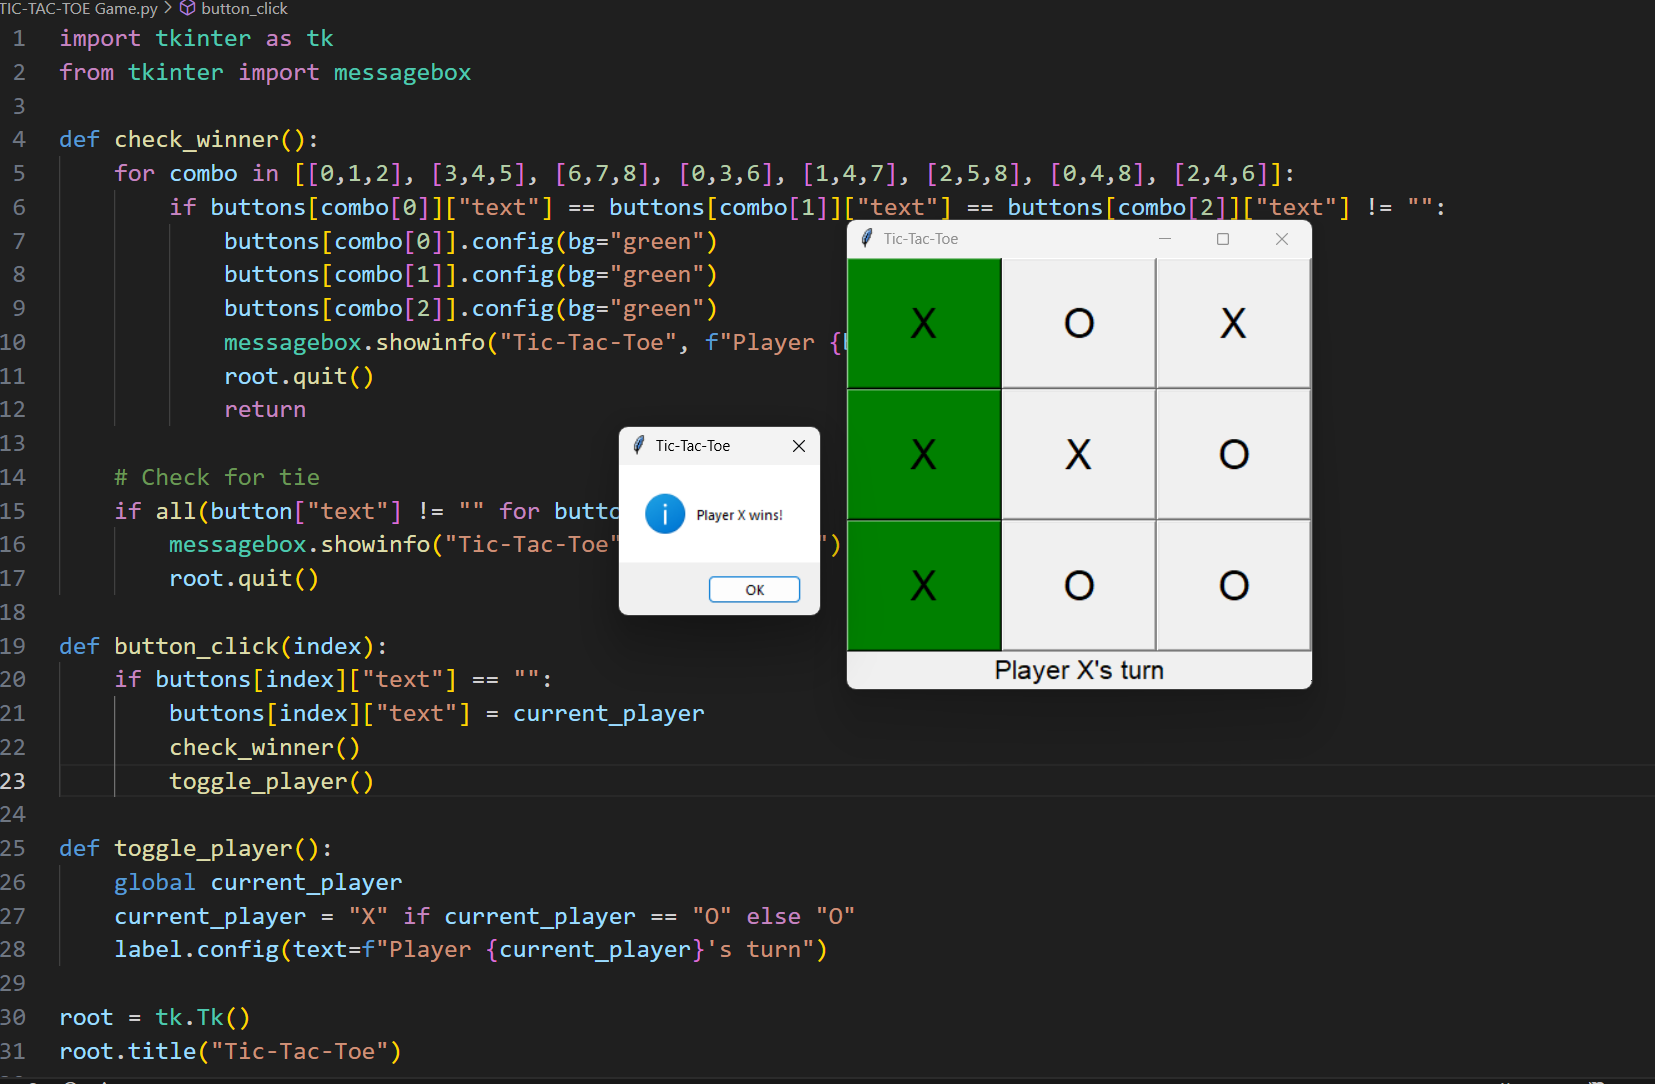 TIC-TAC-TOE Game.py > button_click
1 import tkinter as tk
2 from tkinter import messagebox
3
4 def check_winner():
5 for combo in [[0,1,2], [3,4,5], [6,7,8], [0,3,6], [1,4,7], [2,5,8], [0,4,8], [2,4,6]]:
6 if buttons[combo[0]]["text"] == buttons[combo[1]]["text"] == buttons[combo[2]]["text"] != "":
7 buttons[combo[0]].config(bg="green")
8 buttons[combo[1]].config(bg="green")
9 buttons[combo[2]].config(bg="green")
10 messagebox.showinfo("Tic-Tac-Toe", f"Player {
11 root.quit()
12 return
13
14 # Check for tie
15 if all(button["text"] != "" for butto
16 messagebox.showinfo("Tic-Tac-Toe" ")
17 root.quit()
18
19 def button_click(index):
20 if buttons[index]["text"] == "":
21 buttons[index]["text"] = current_player
22 check_winner()
23 toggle_player()
24
25 def toggle_player():
26 global current_player
27 current_player = "X" if current_player == "O" else "O"
28 label.config(text=f"Player {current_player}'s turn")
29
30 root = tk.Tk()
31 root.title("Tic-Tac-Toe")
Tic-Tac-Toe
Player X wins!
OK
Tic-Tac-Toe
X O X
X X O
X O O
Player X's turn